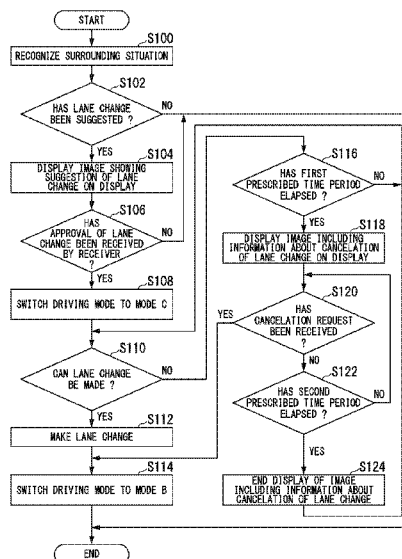 START
S100
RECOGNIZE SURROUNDING SITUATION
S102
HAS LANE CHANGE
BEEN SUGGESTED ?
NO
YES
S104
DISPLAY IMAGE SHOWING
SUGGESTION OF LANE
CHANGE ON DISPLAY
S106
HAS
APPROVAL OF LANE
CHANGE BEEN RECEIVED
BY RECEIVER
?
NO
YES
S108
SWITCH DRIVING MODE TO MODE C
S110
CAN LANE CHANGE
BE MADE ?
NO
YES
S112
MAKE LANE CHANGE
S114
SWITCH DRIVING MODE TO MODE B
END
S116
HAS FIRST
PRESCRIBED TIME PERIOD
ELAPSED ?
NO
YES
S118
DISPLAY IMAGE INCLUDING
INFORMATION ABOUT CANCELATION
OF LANE CHANGE ON DISPLAY
S120
YES
HAS
CANCELATION REQUEST
BEEN RECEIVED
?
NO
S122
HAS SECOND
PRESCRIBED TIME PERIOD
ELAPSED ?
NO
YES
S124
END DISPLAY OF IMAGE
INCLUDING INFORMATION ABOUT
CANCELATION OF LANE CHANGE